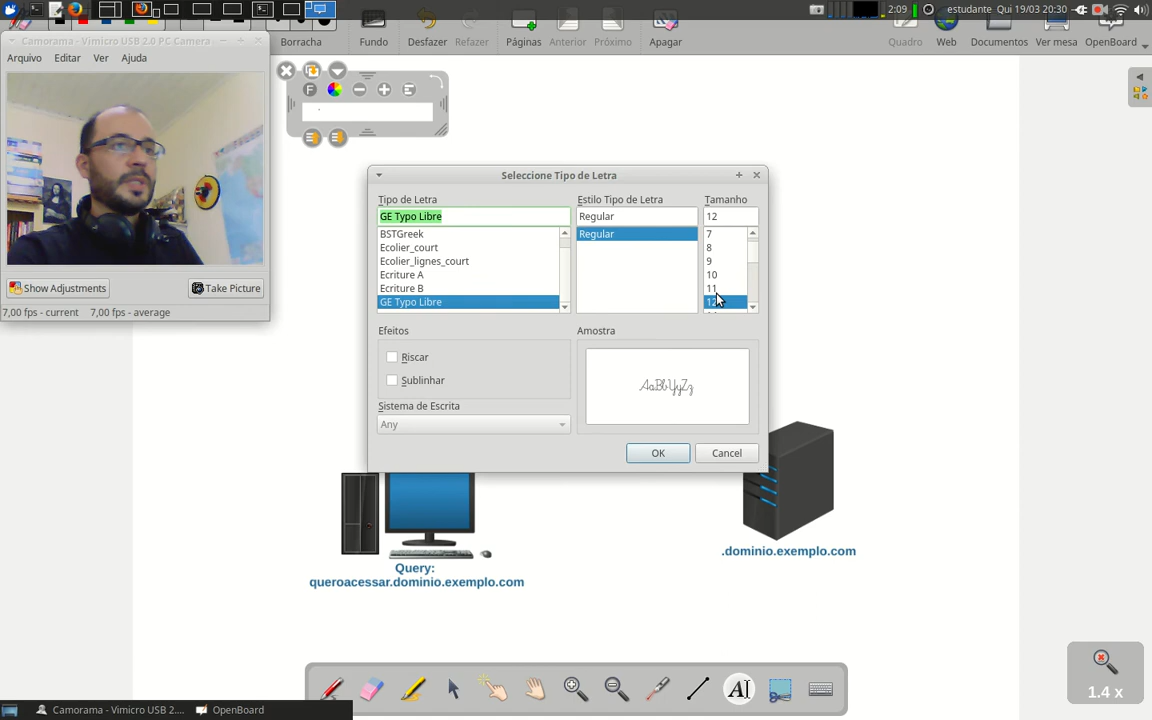 2:09
estudante Qui 19/03 20:30
Borracha
Fundo
Desfazer
Refazer
Páginas
Anterior
Próximo
Apagar
Quadro
Web
Documentos
Ver mesa
OpenBoard
Camorama - Vimicro USB 2.0 PC Camera
Arquivo Editar Ver Ajuda
Show Adjustments
Take Picture
7,00 fps - current 7,00 fps - average
F
Seleccione Tipo de Letra
Tipo de Letra
GE Typo Libre
BSTGreek
Ecolier_court
Ecolier_lignes_court
Ecriture A
Ecriture B
GE Typo Libre
Estilo Tipo de Letra
Regular
Regular
Tamanho
12
7
8
9
10
11
12
Efeitos
Riscar
Sublinhar
Sistema de Escrita
Any
Amostra
AaBbYyZz
OK
Cancel
Query:
queroacessar.dominio.exemplo.com
.dominio.exemplo.com
AI
1.4 x
Camorama - Vimicro USB 2....
OpenBoard